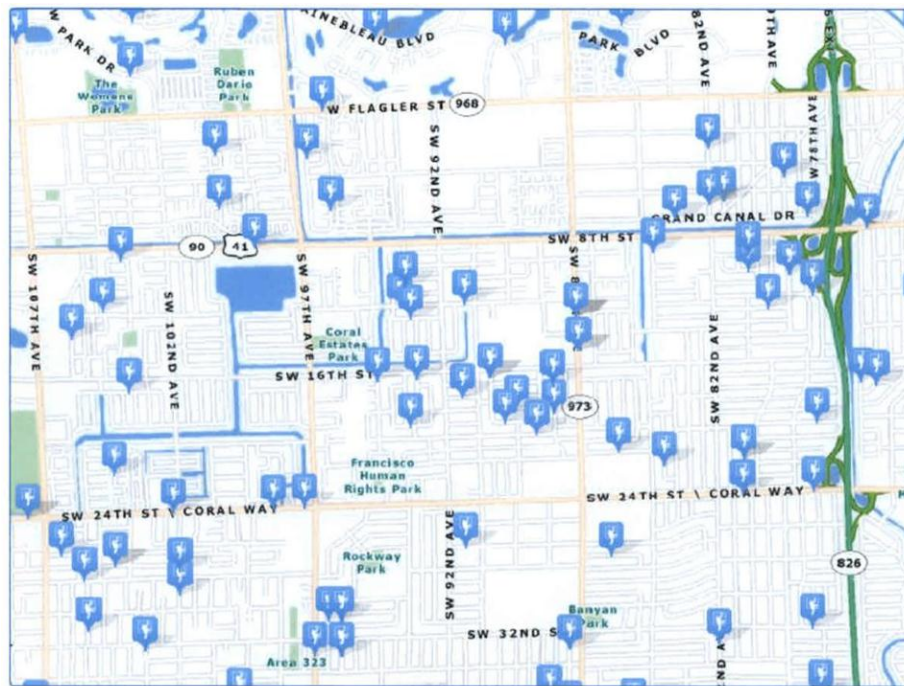 W PARK DR
BLVD
PARK BLVD
82ND AVE
The
Womens
Park
Ruben
Dario
Park
W FLAGLER ST
968
SW 92ND AVE
W 78TH AVE
GRAND CANAL DR
90
41
SW 8TH ST
SW 107TH AVE
SW 102ND AVE
SW 97TH AVE
Coral
Estates
Park
SW 16TH ST
SW 82ND AVE
973
Francisco
Human
Rights Park
SW 24TH ST \ CORAL WAY
SW 24TH ST \ CORAL WAY
SW 92ND AVE
Rockway
Park
826
Banyan
Park
SW 32ND S
Area 323